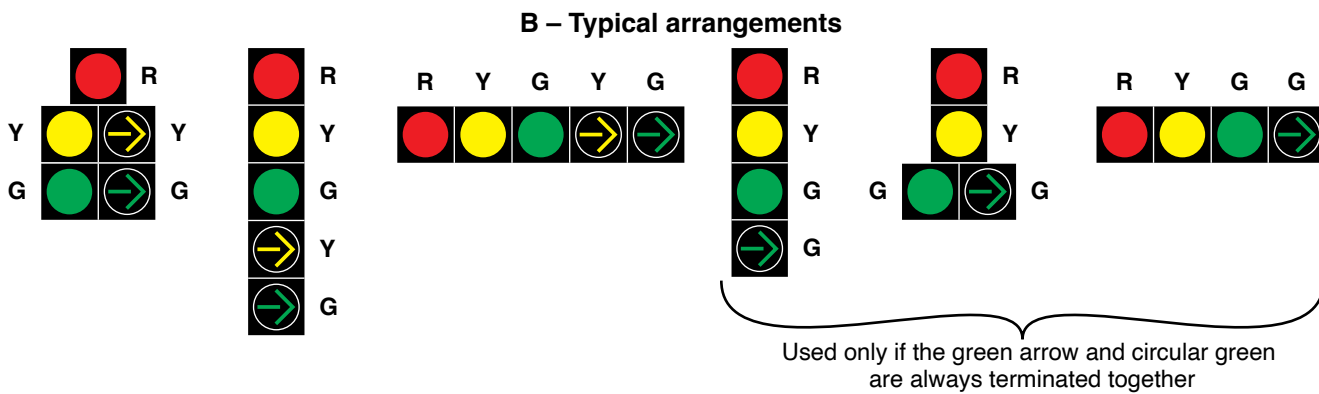 B – Typical arrangements
R
Y Y
G G
R
Y
G
Y
G
R Y G Y G
R
Y
G
G
R
Y
G G
R Y G G
Used only if the green arrow and circular green
are always terminated together